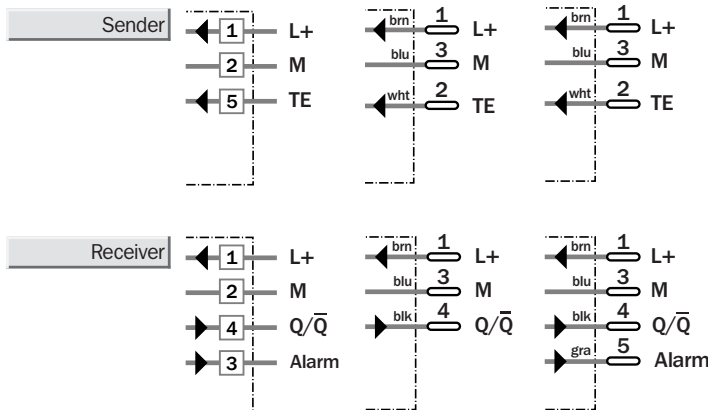 Sender
1 L+
2 M
5 TE
brn 1 L+
blu 3 M
wht 2 TE
brn 1 L+
blu 3 M
wht 2 TE
Receiver
1 L+
2 M
4 Q/Q̅
3 Alarm
brn 1 L+
blu 3 M
blk 4 Q/Q̅
brn 1 L+
blu 3 M
blk 4 Q/Q̅
gra 5 Alarm